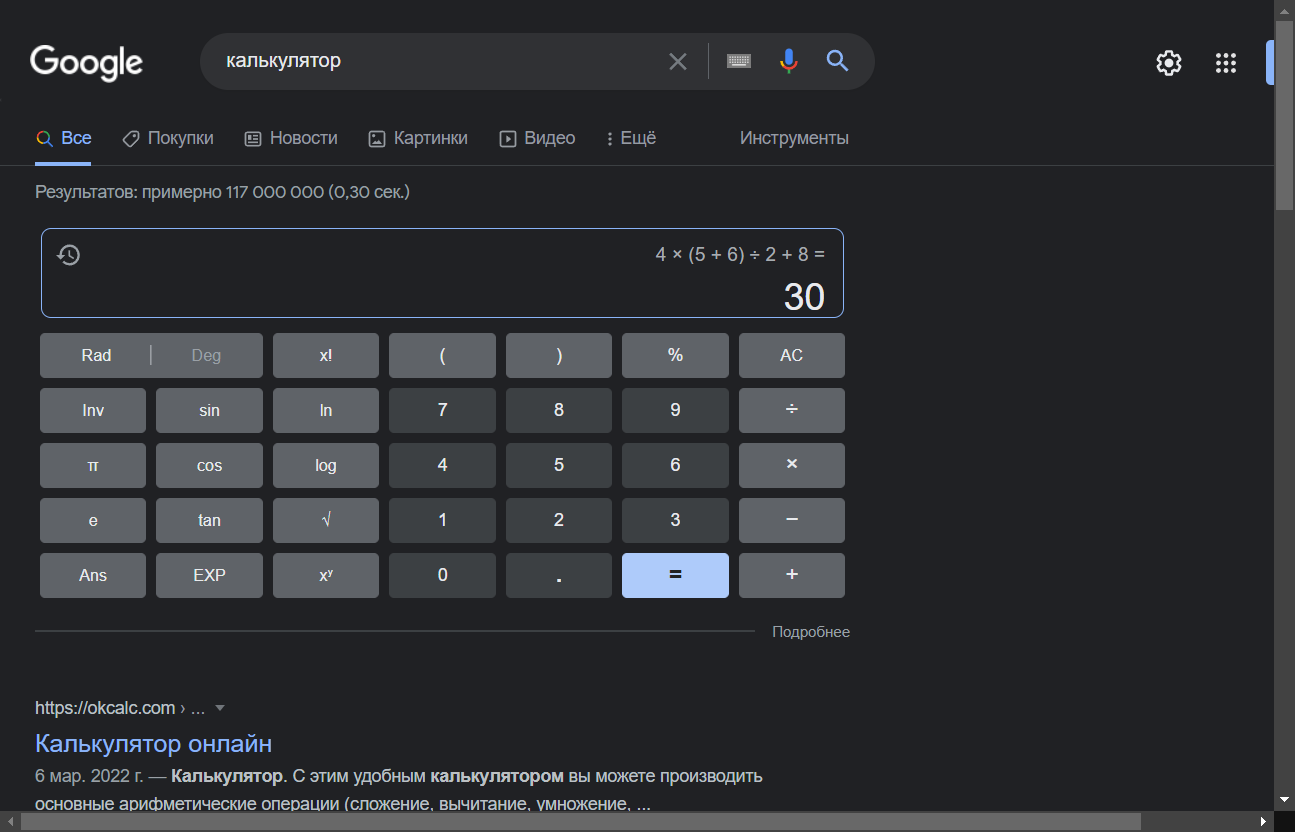 Google
калькулятор
Все Покупки Новости Картинки Видео Ещё Инструменты
Результатов: примерно 117 000 000 (0,30 сек.)
4 × (5 + 6) ÷ 2 + 8 =
30
Rad | Deg x! ( ) % AC
Inv sin ln 7 8 9 ÷
π cos log 4 5 6 ×
e tan √ 1 2 3 −
Ans EXP xʸ 0 . = +
Подробнее
https://okcalc.com › ...
Калькулятор онлайн
6 мар. 2022 г. — Калькулятор. С этим удобным калькулятором вы можете производить
основные арифметические операции (сложение, вычитание, умножение, ...